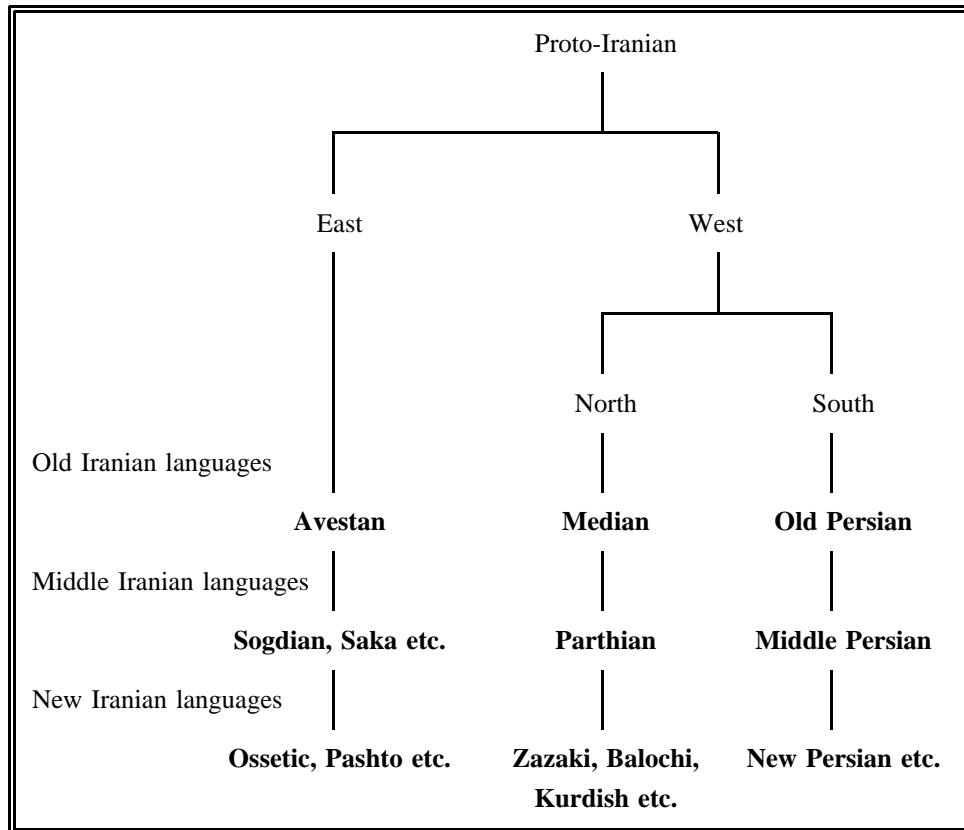 Proto-Iranian
East West
North South
Old Iranian languages
Avestan Median Old Persian
Middle Iranian languages
Sogdian, Saka etc. Parthian Middle Persian
New Iranian languages
Ossetic, Pashto etc. Zazaki, Balochi, New Persian etc.
Kurdish etc.